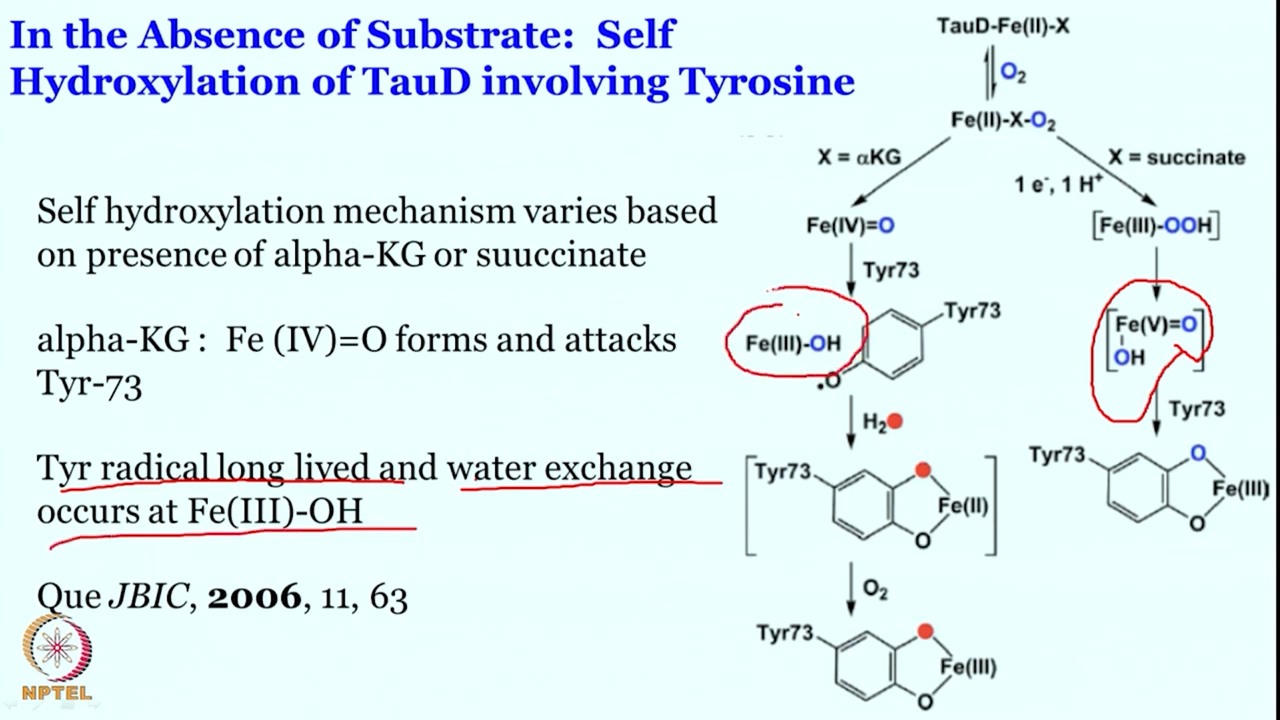 In the Absence of Substrate: Self
Hydroxylation of TauD involving Tyrosine
Self hydroxylation mechanism varies based
on presence of alpha-KG or suuccinate
alpha-KG : Fe (IV)=O forms and attacks
Tyr-73
Tyr radical long lived and water exchange
occurs at Fe(III)-OH
Que JBIC, 2006, 11, 63
NPTEL
TauD-Fe(II)-X
O₂
Fe(II)-X-O₂
X = αKG
X = succinate
1 e⁻, 1 H⁺
Fe(IV)=O
[Fe(III)-OOH]
Tyr73
Tyr73
Fe(III)-OH
•O
Fe(V)=O
OH
H₂
Tyr73
Tyr73
Fe(II)
O
Tyr73
O
Fe(III)
O
O₂
Tyr73
Fe(III)
O